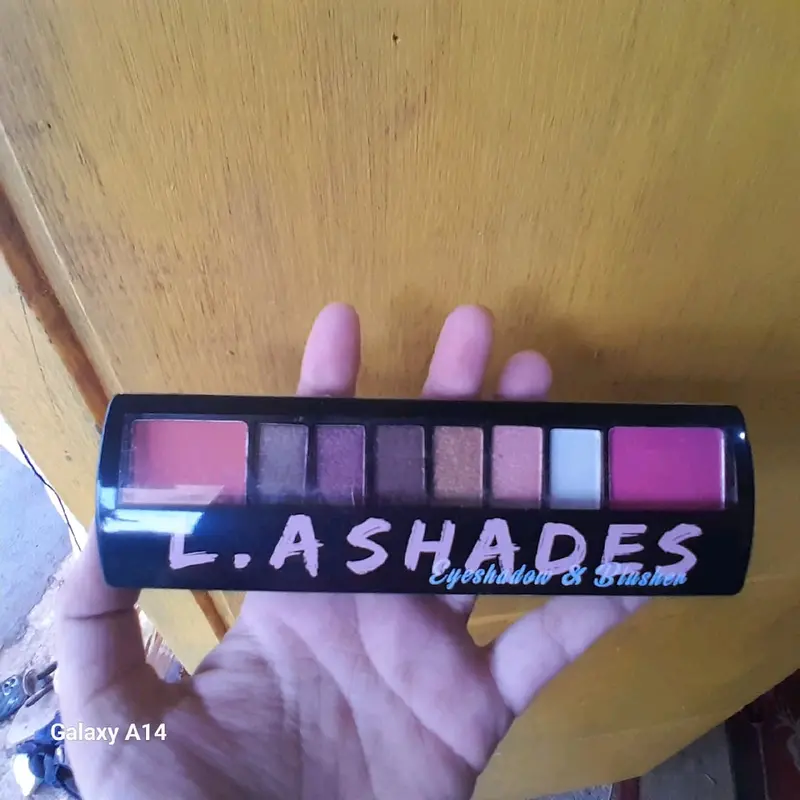 L.A SHADES
Eyeshadow & Blusher
Galaxy A14